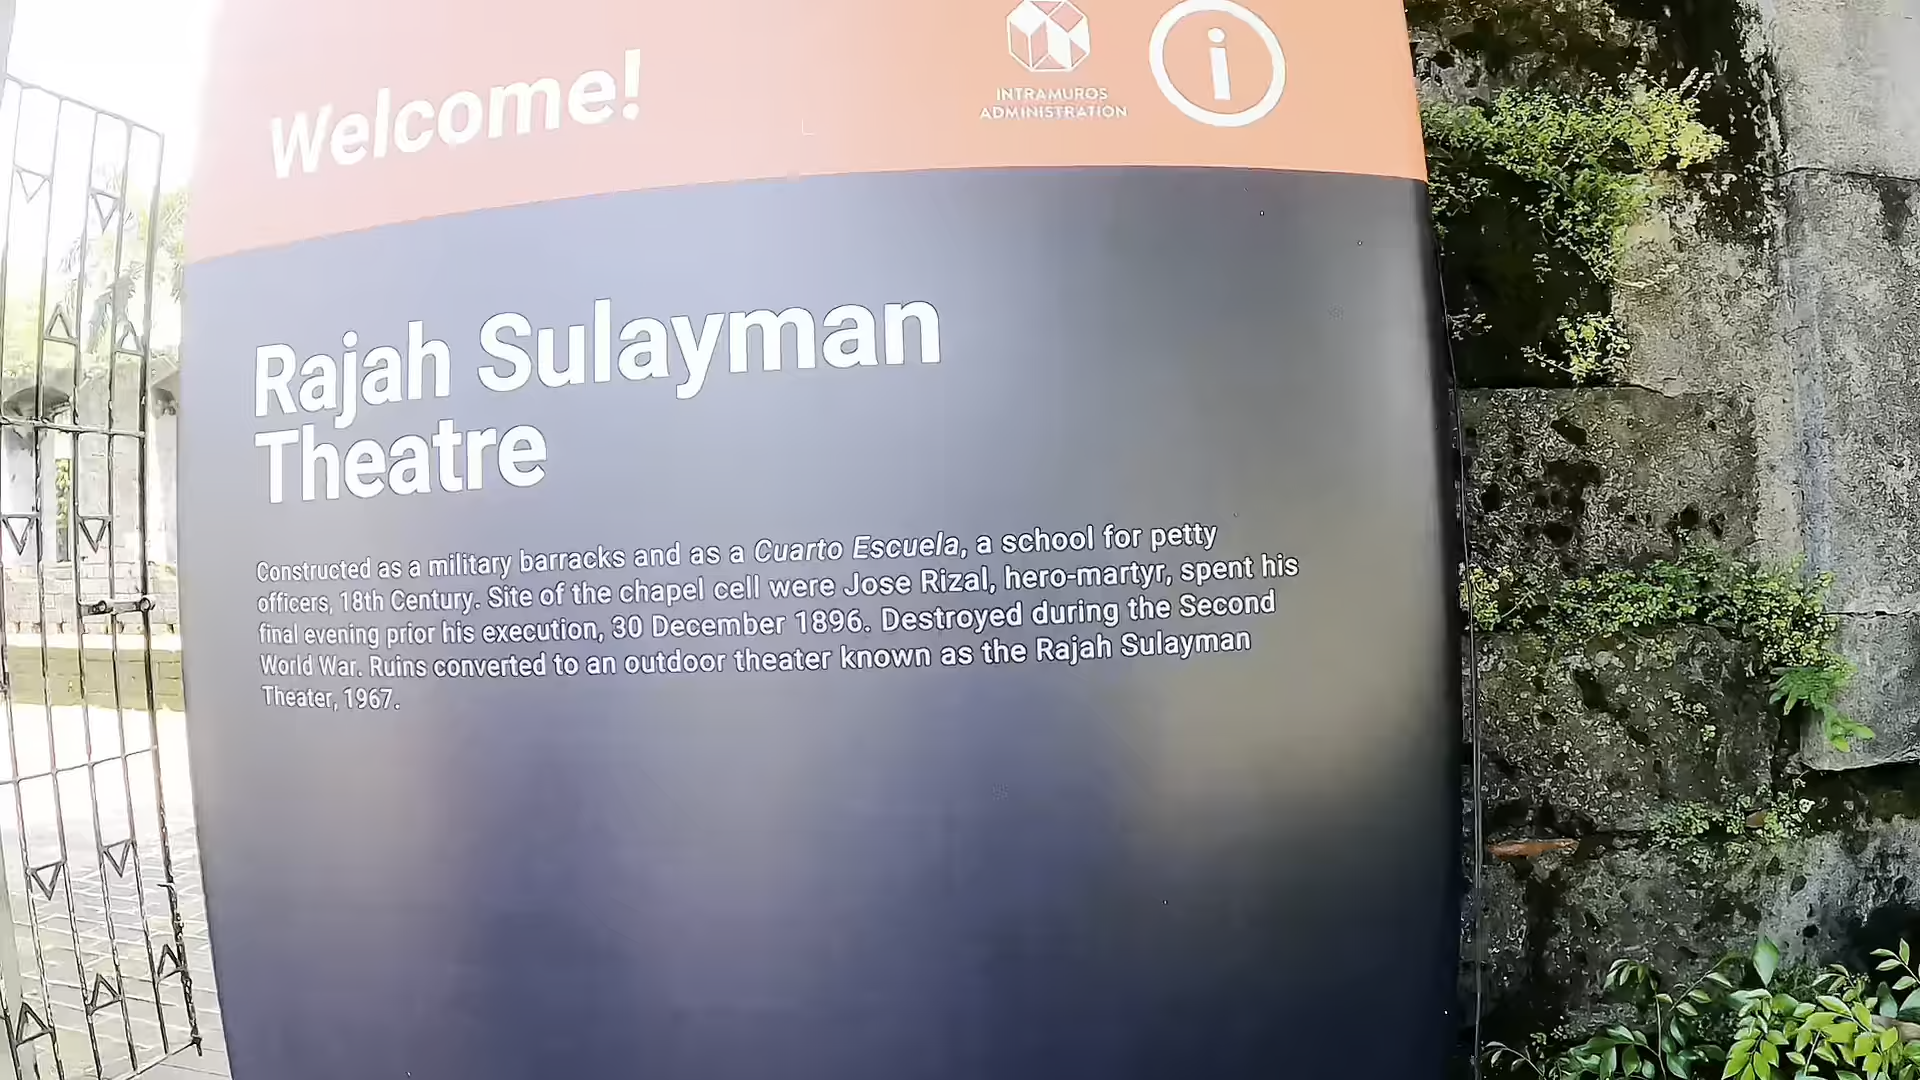 Welcome!
INTRAMUROS
ADMINISTRATION
i
Rajah Sulayman
Theatre
Constructed as a military barracks and as a Cuarto Escuela, a school for petty
officers, 18th Century. Site of the chapel cell were Jose Rizal, hero-martyr, spent his
final evening prior his execution, 30 December 1896. Destroyed during the Second
World War. Ruins converted to an outdoor theater known as the Rajah Sulayman
Theater, 1967.